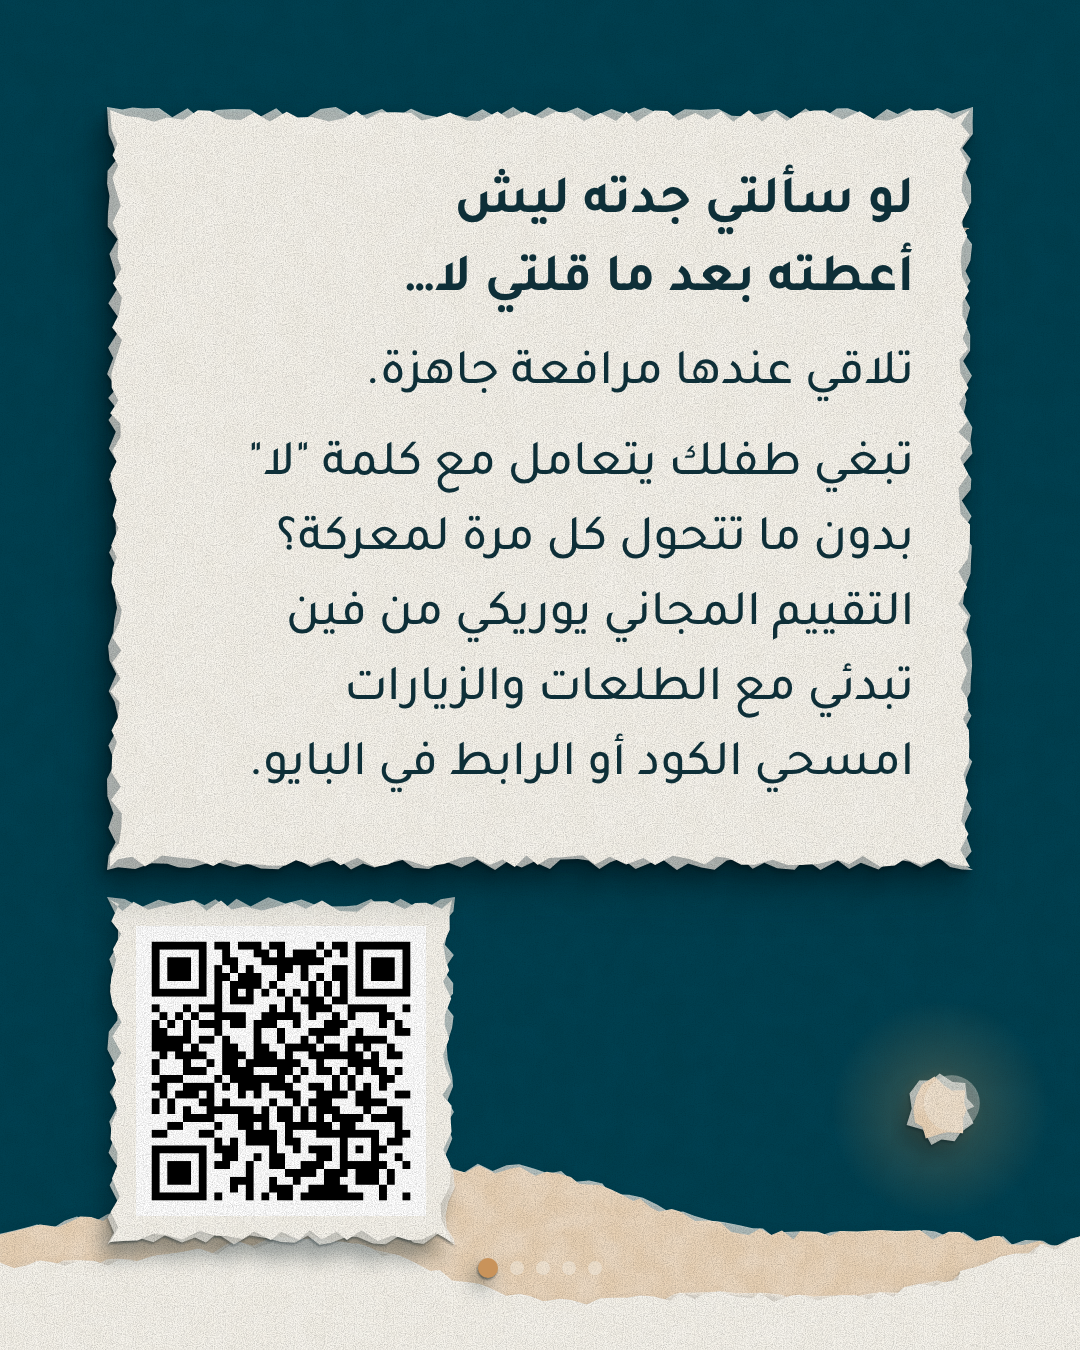 لو سألتي جدته ليش
أعطته بعد ما قلتي لا...
تلاقي عندها مرافعة جاهزة.
تبغي طفلك يتعامل مع كلمة "لا"
بدون ما تتحول كل مرة لمعركة؟
التقييم المجاني يوريكي من فين
تبدئي مع الطلعات والزيارات
امسحي الكود أو الرابط في البايو.